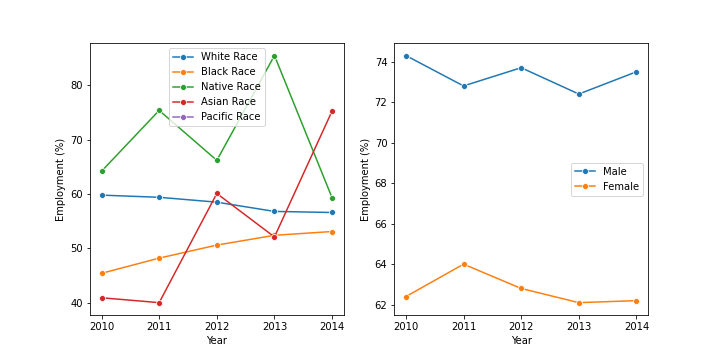 White Race
Black Race
Native Race
Asian Race
Pacific Race
80
70
60
50
40
Employment (%)
2010 2011 2012 2013 2014
Year
74
72
70
68
66
64
62
Employment (%)
Male
Female
2010 2011 2012 2013 2014
Year